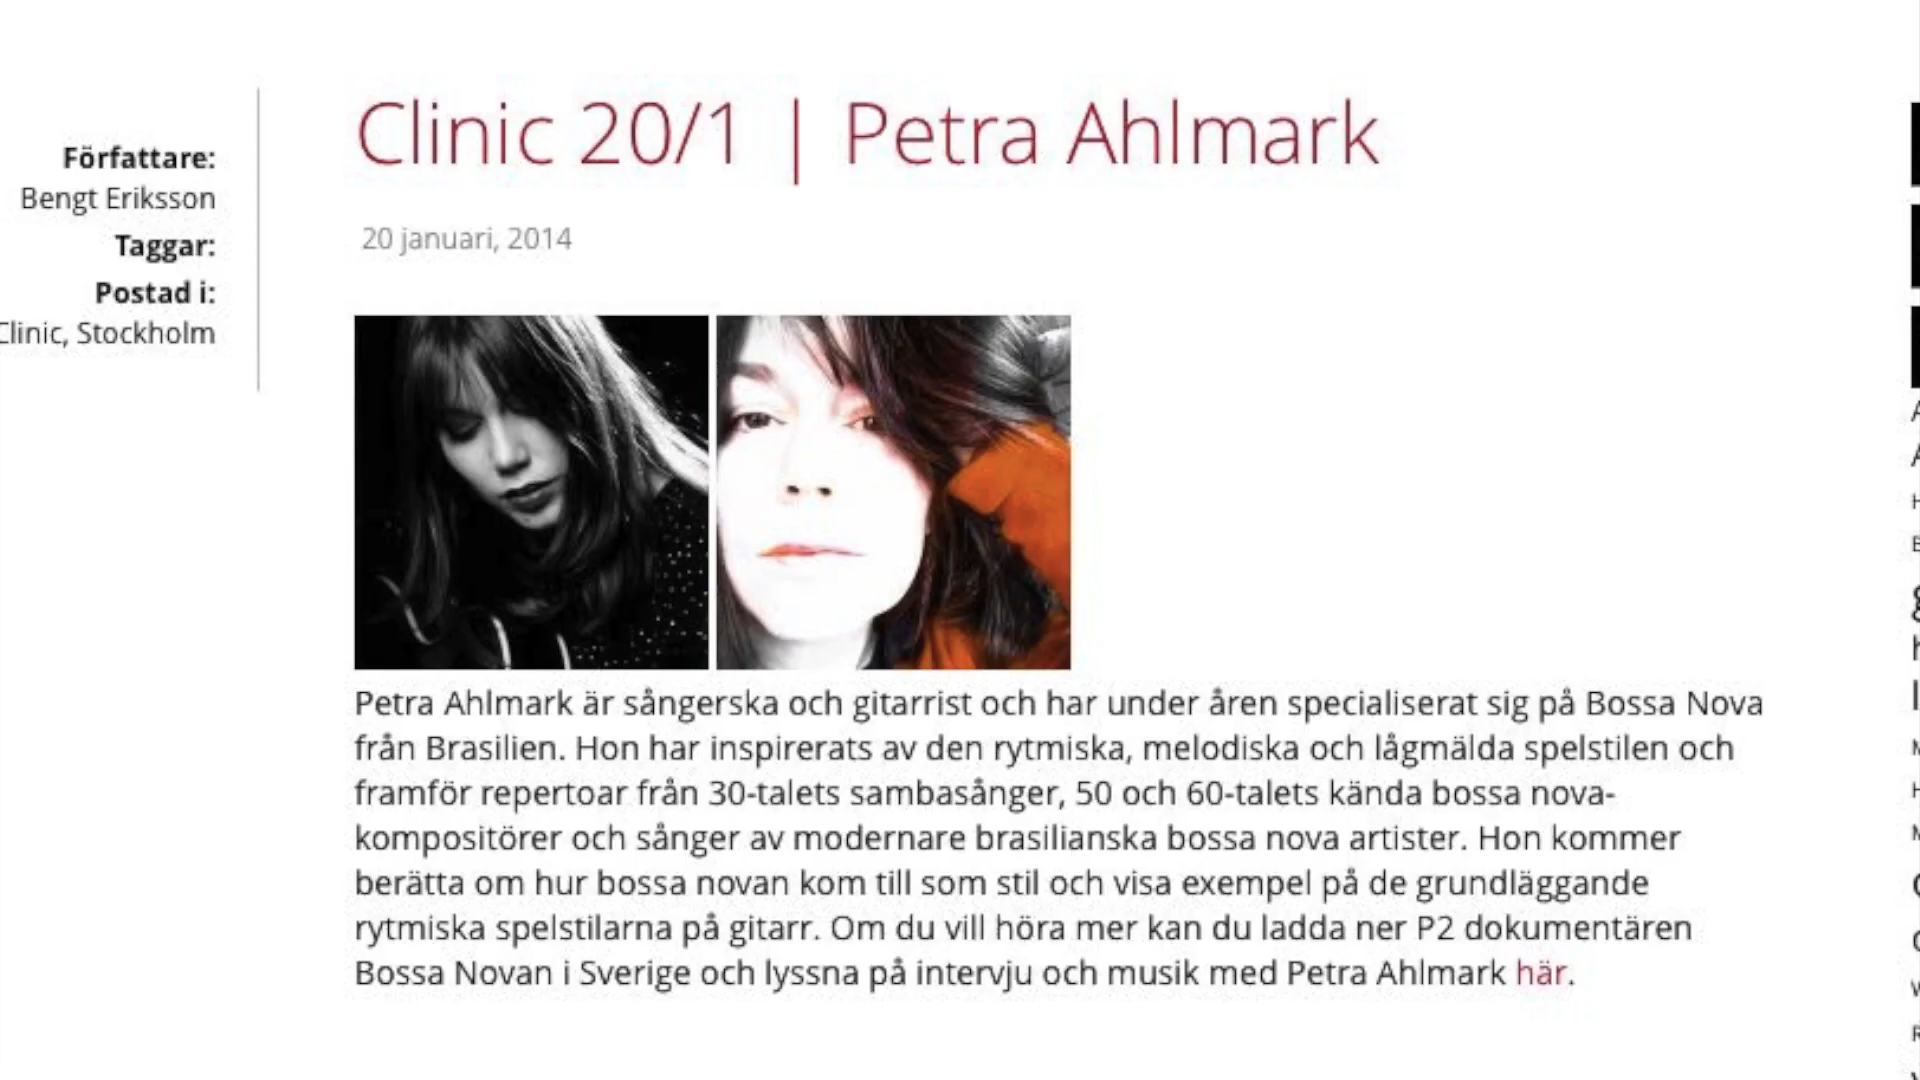 Clinic 20/1 | Petra Ahlmark
Författare:
Bengt Eriksson
Taggar:
Postad i:
Clinic, Stockholm
20 januari, 2014
Petra Ahlmark är sångerska och gitarrist och har under åren specialiserat sig på Bossa Nova
från Brasilien. Hon har inspirerats av den rytmiska, melodiska och lågmälda spelstilen och
framför repertoar från 30-talets sambasånger, 50 och 60-talets kända bossa nova-
kompositörer och sånger av modernare brasilianska bossa nova artister. Hon kommer
berätta om hur bossa novan kom till som stil och visa exempel på de grundläggande
rytmiska spelstilarna på gitarr. Om du vill höra mer kan du ladda ner P2 dokumentären
Bossa Novan i Sverige och lyssna på intervju och musik med Petra Ahlmark här.